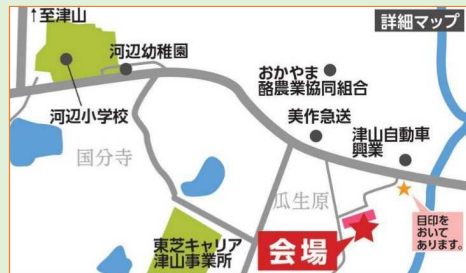 ↑至津山
詳細マップ
河辺幼稚園
おかやま
酪農業協同組合
河辺小学校
美作急送
津山自動車
興業
国分寺
瓜生原
目印を
おいて
あります。
東芝キャリア
津山事業所
会場